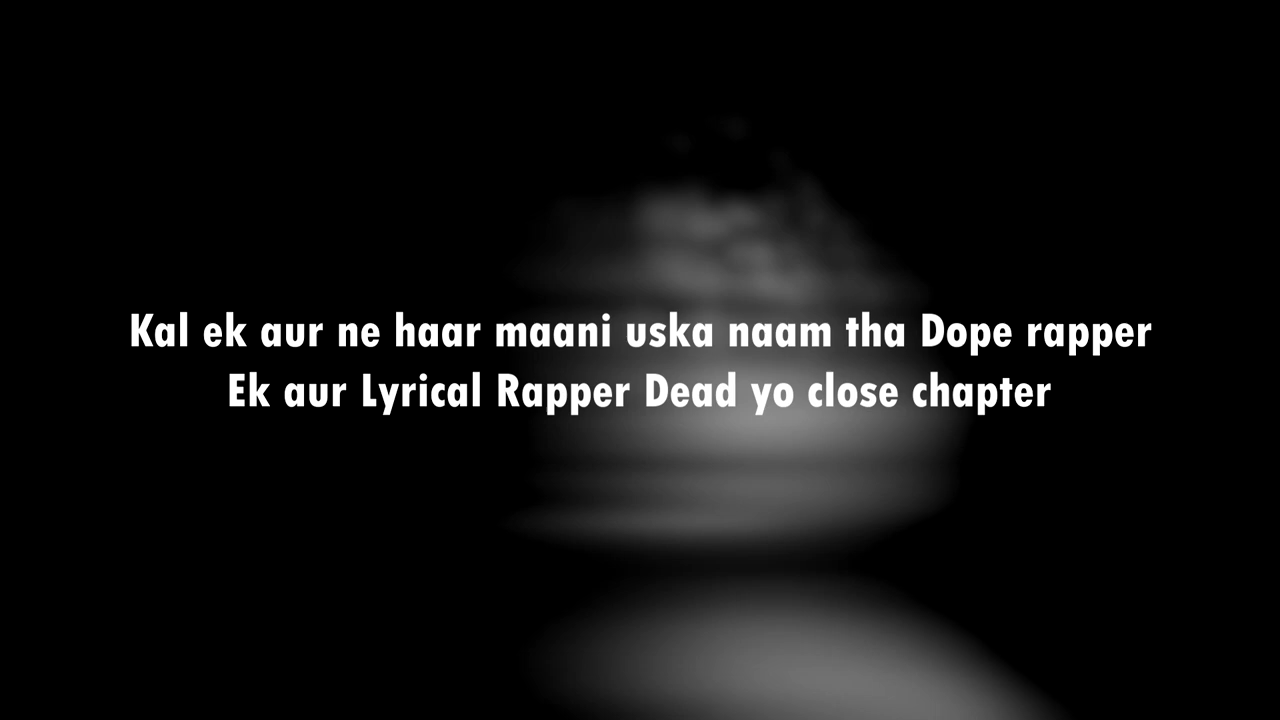 Kal ek aur ne haar maani uska naam tha Dope rapper
Ek aur Lyrical Rapper Dead yo close chapter